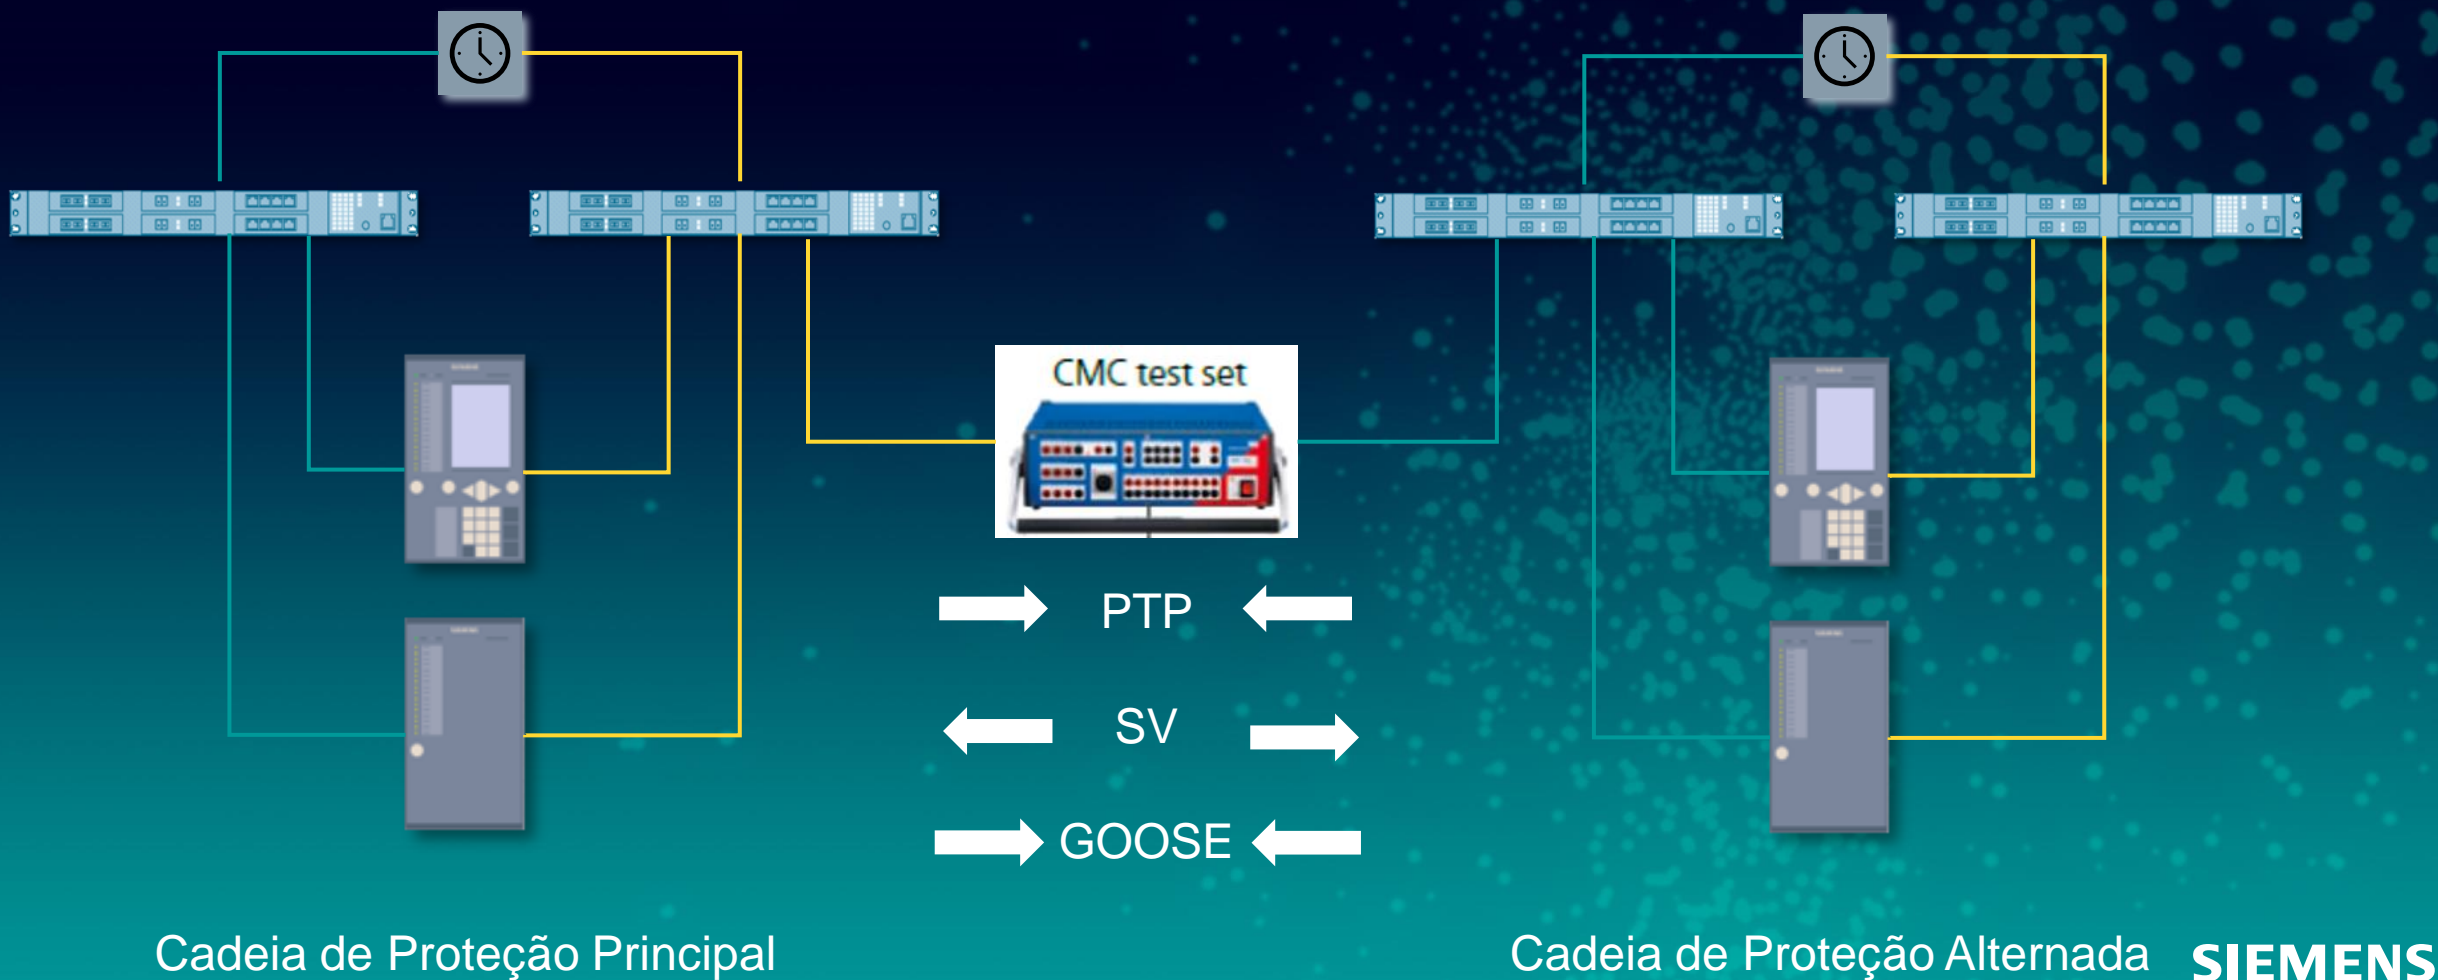 CMC test set
PTP
SV
GOOSE
Cadeia de Proteção Principal
Cadeia de Proteção Alternada
SIEMENS